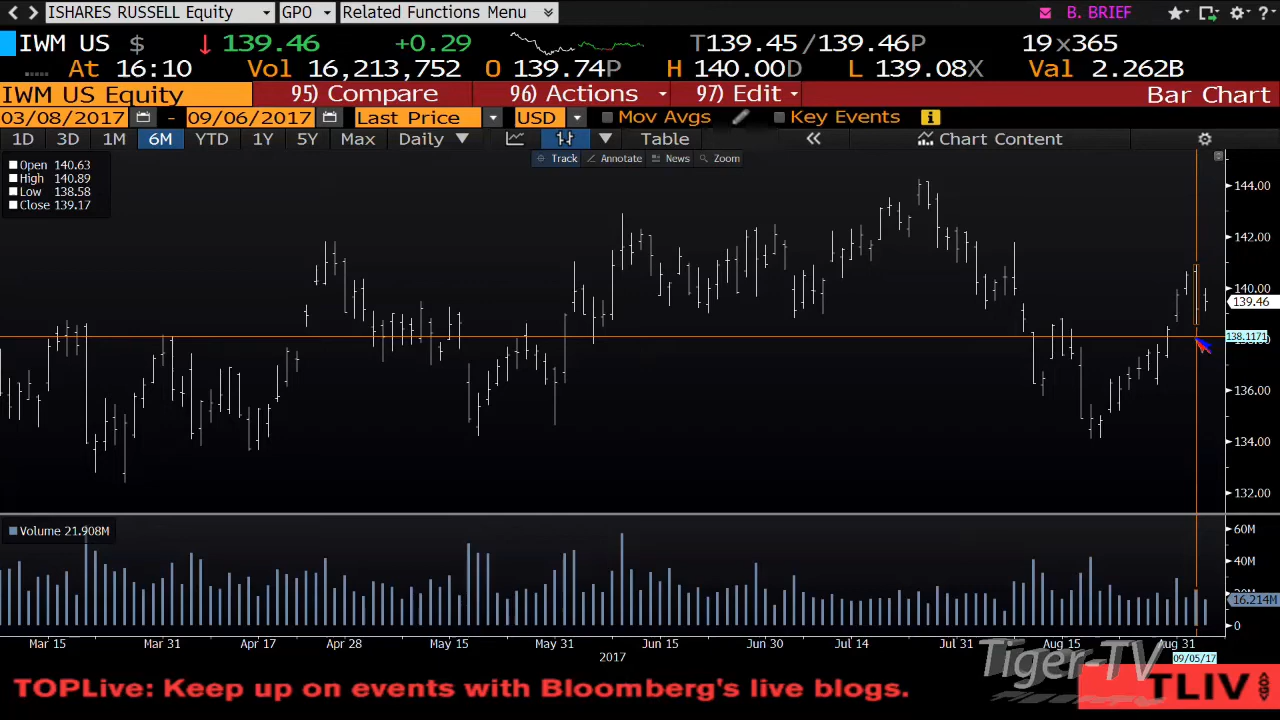 ISHARES RUSSELL Equity GPO Related Functions Menu B. BRIEF ?
IWM US $ 139.46 +0.29 T139.45/139.46P 19x365
At 16:10 Vol 16,213,752 O 139.74P H 140.00D L 139.08X Val 2.262B
IWM US Equity 95) Compare 96) Actions 97) Edit Bar Chart
03/08/2017 - 09/06/2017 Last Price USD Mov Avgs Key Events
1D 3D 1M 6M YTD 1Y 5Y Max Daily Table « Chart Content
Track Annotate News Zoom
Open 140.63
High 140.89
Low 138.58
Close 139.17
144.00
142.00
140.00
139.46
138.1171
136.00
134.00
132.00
Volume 21.908M
60M
40M
16.214M
0
Mar 15 Mar 31 Apr 17 Apr 28 May 15 May 31 Jun 15 Jun 30 Jul 14 Jul 31 Aug 15 Aug 31
2017 09/05/17
Tiger-TV
TOPLive: Keep up on events with Bloomberg's live blogs. TLIV